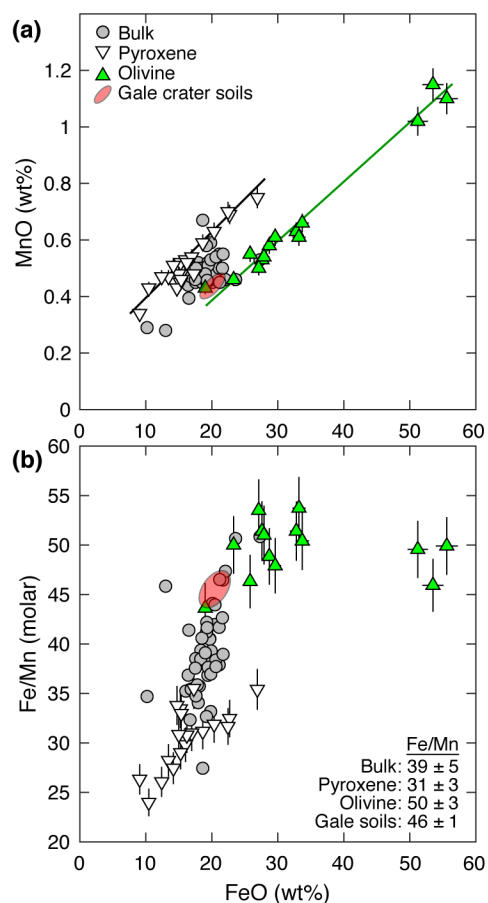 (a)
Bulk
Pyroxene
Olivine
Gale crater soils
MnO (wt%)
1.2
1
0.8
0.6
0.4
0.2
0
0 10 20 30 40 50 60
(b)
Fe/Mn (molar)
60
55
50
45
40
35
30
25
20
Fe/Mn
Bulk: 39 ± 5
Pyroxene: 31 ± 3
Olivine: 50 ± 3
Gale soils: 46 ± 1
0 10 20 30 40 50 60
FeO (wt%)